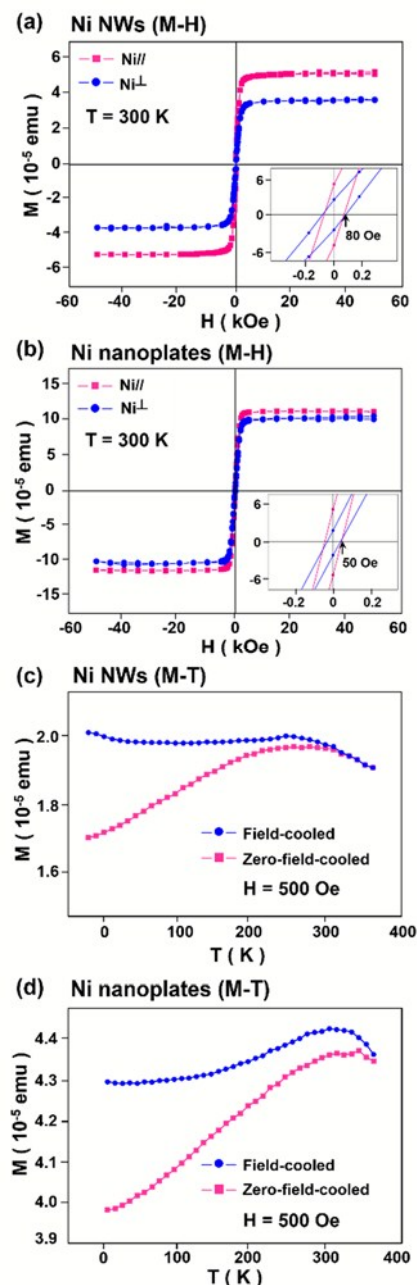 (a) Ni NWs (M-H)
Ni//
Ni⊥
T = 300 K
M ( 10⁻⁵ emu )
6
4
2
0
-2
-4
-6
6
0
-6
-0.2
0
0.2
80 Oe
-60
-40
-20
0
20
40
60
H ( kOe )
(b) Ni nanoplates (M-H)
Ni//
Ni⊥
T = 300 K
M ( 10⁻⁵ emu )
15
10
5
0
-5
-10
-15
6
0
-6
-0.2
0
0.2
50 Oe
-60
-40
-20
0
20
40
60
H ( kOe )
(c) Ni NWs (M-T)
M ( 10⁻⁵ emu )
2.0
1.8
1.6
Field-cooled
Zero-field-cooled
H = 500 Oe
0
100
200
300
400
T ( K )
(d) Ni nanoplates (M-T)
M ( 10⁻⁵ emu )
4.4
4.3
4.2
4.1
4.0
3.9
Field-cooled
Zero-field-cooled
H = 500 Oe
0
100
200
300
400
T ( K )